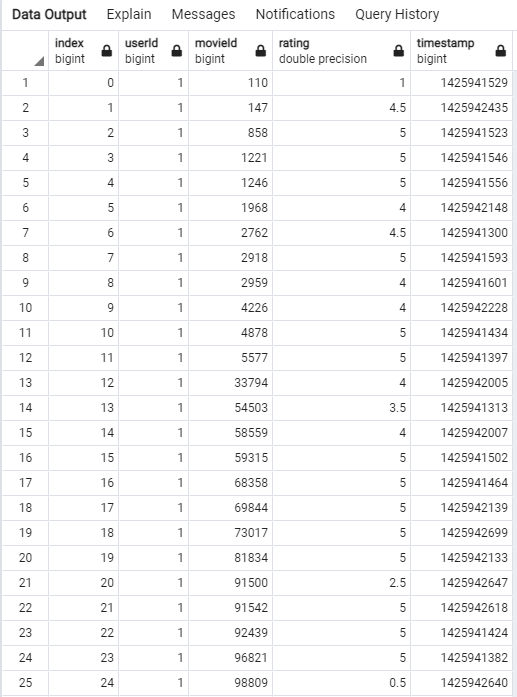 Data Output Explain Messages Notifications Query History
index userId movieId rating timestamp
bigint bigint bigint double precision bigint
1 0 1 110 1 1425941529
2 1 1 147 4.5 1425942435
3 2 1 858 5 1425941523
4 3 1 1221 5 1425941546
5 4 1 1246 5 1425941556
6 5 1 1968 4 1425942148
7 6 1 2762 4.5 1425941300
8 7 1 2918 5 1425941593
9 8 1 2959 4 1425941601
10 9 1 4226 4 1425942228
11 10 1 4878 5 1425941434
12 11 1 5577 5 1425941397
13 12 1 33794 4 1425942005
14 13 1 54503 3.5 1425941313
15 14 1 58559 4 1425942007
16 15 1 59315 5 1425941502
17 16 1 68358 5 1425941464
18 17 1 69844 5 1425942139
19 18 1 73017 5 1425942699
20 19 1 81834 5 1425942133
21 20 1 91500 2.5 1425942647
22 21 1 91542 5 1425942618
23 22 1 92439 5 1425941424
24 23 1 96821 5 1425941382
25 24 1 98809 0.5 1425942640